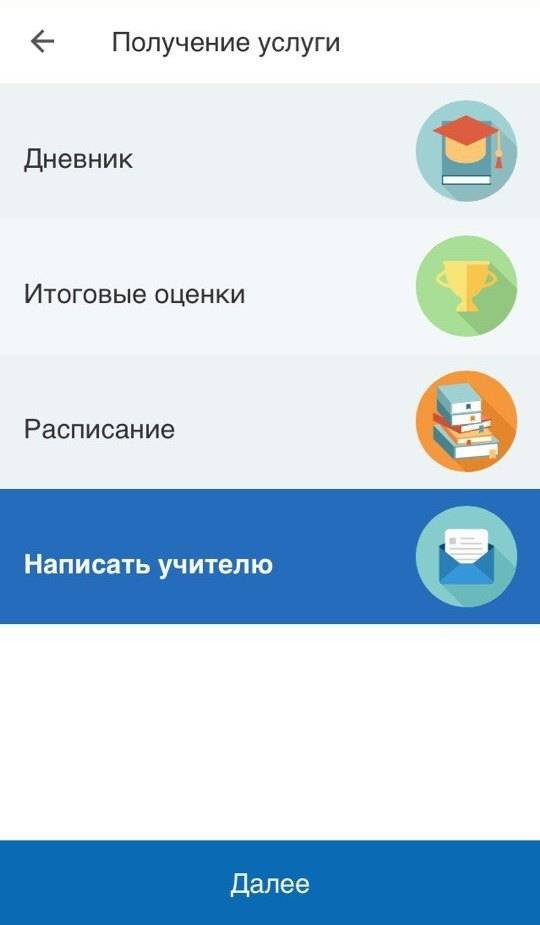 Получение услуги
Дневник
Итоговые оценки
Расписание
Написать учителю
Далее